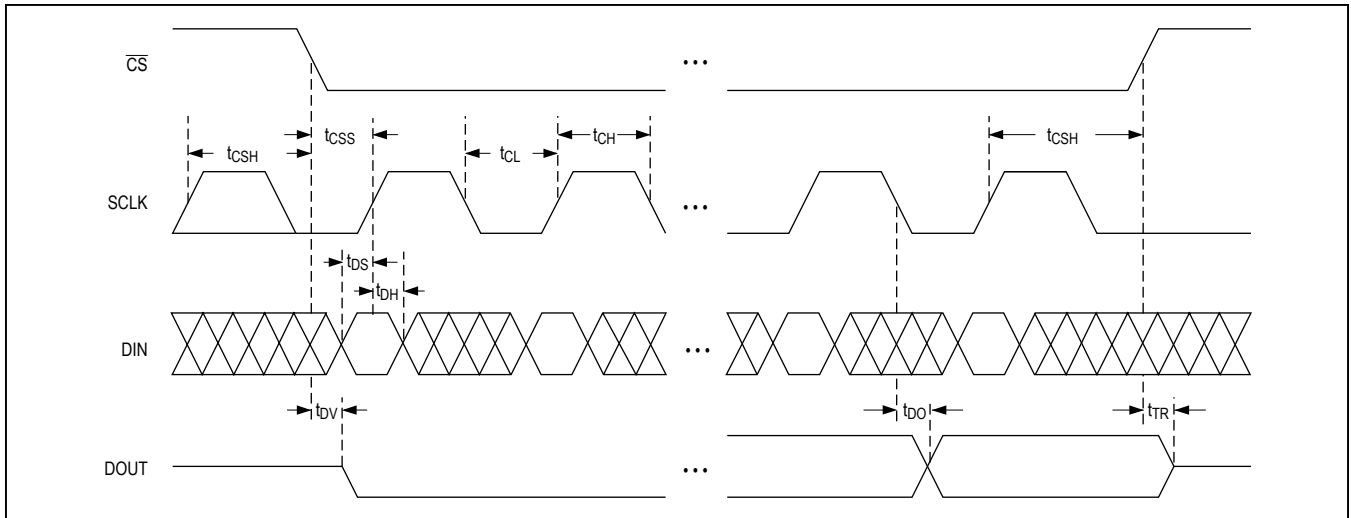 CS
...
tCSS
tCH
tCSH
tCL
tCSH
SCLK
...
tDS
tDH
DIN
...
tDV
tDO
tTR
DOUT
...